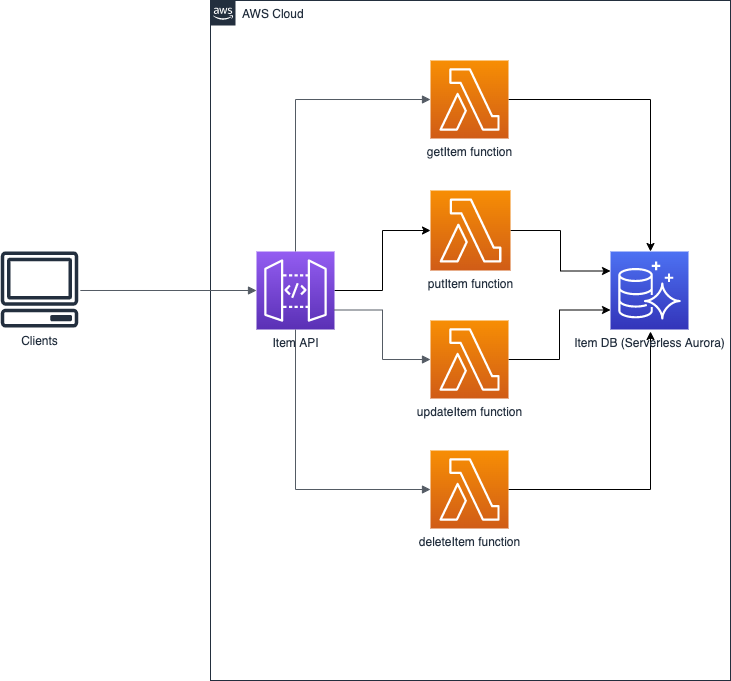 aws
AWS Cloud
getItem function
putItem function
Clients
</>
Item API
Item DB (Serverless Aurora)
updateItem function
deleteItem function